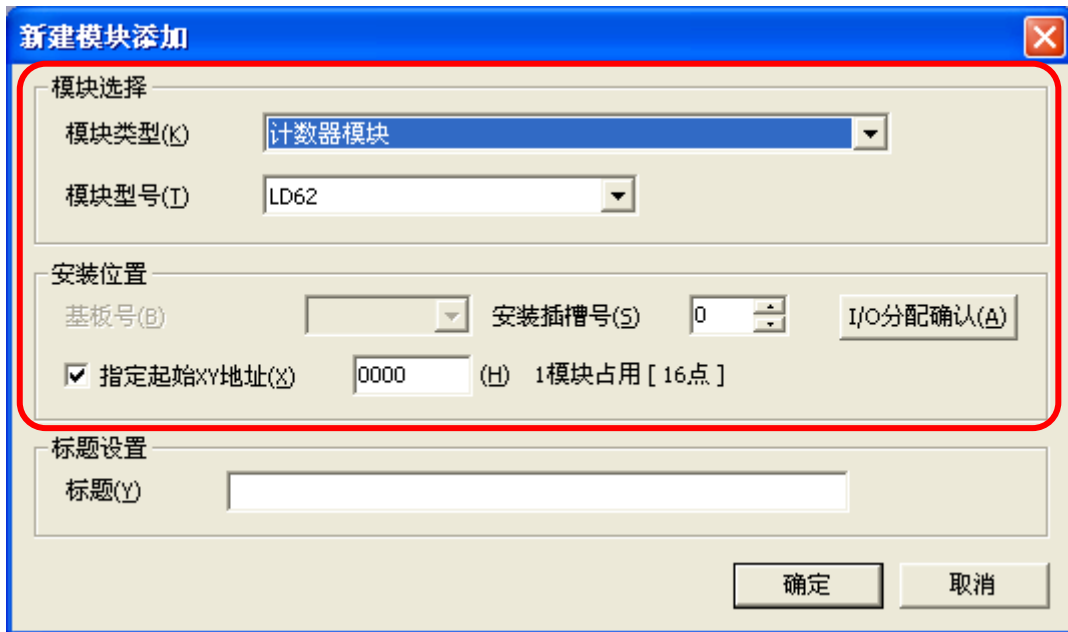 新建模块添加
模块选择
模块类型(K) 计数器模块
模块型号(T) LD62
安装位置
基板号(B) 安装插槽号(S) 0 I/O分配确认(A)
指定起始XY地址(X) 0000 (H) 1模块占用 [ 16点 ]
标题设置
标题(Y)
确定 取消